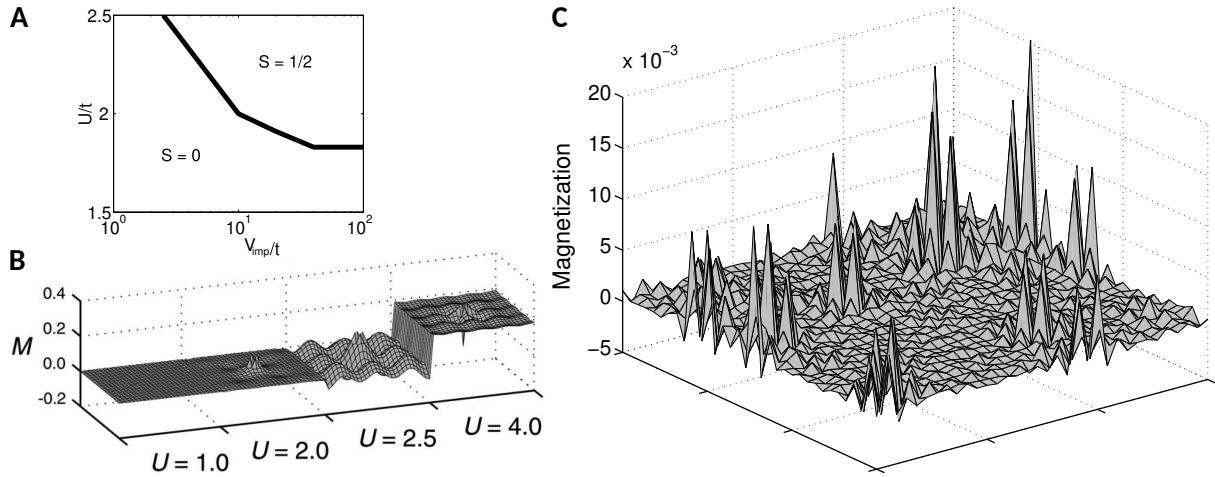 A
2.5
2
1.5
U/t
S = 1/2
S = 0
10^0
10^1
10^2
V_imp/t
B
0.4
0.2
0.0
-0.2
M
U = 1.0
U = 2.0
U = 2.5
U = 4.0
C
x 10^−3
20
15
10
5
0
−5
Magnetization